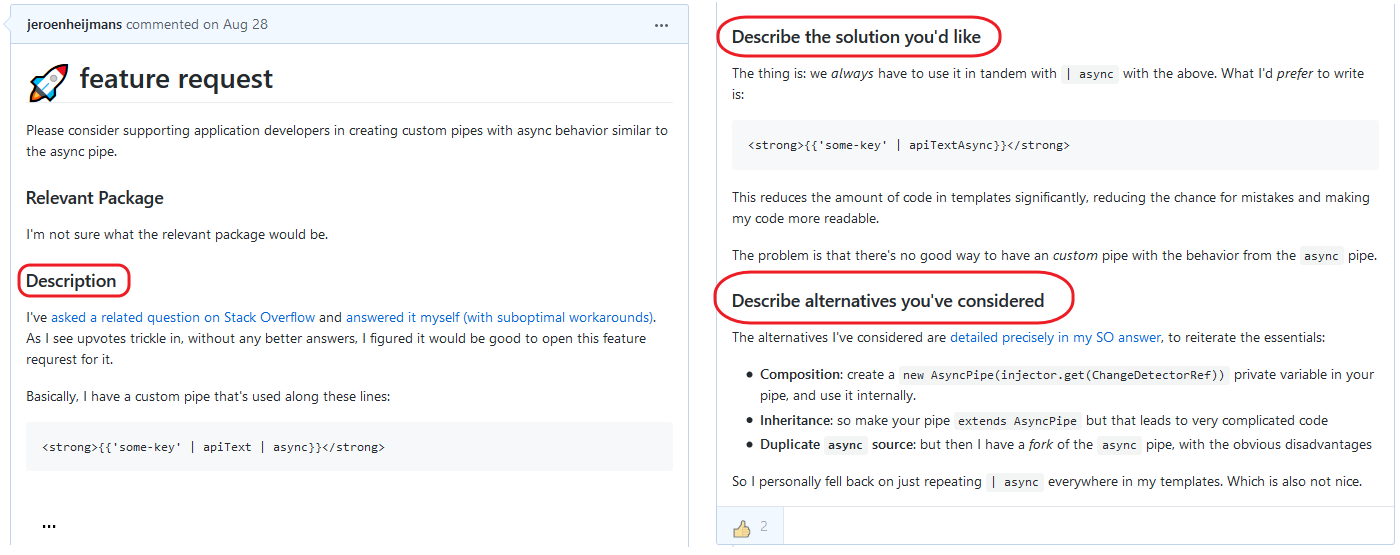 jeroenheijmans commented on Aug 28
...
feature request
Please consider supporting application developers in creating custom pipes with async behavior similar to
the async pipe.
Relevant Package
I'm not sure what the relevant package would be.
Description
I've asked a related question on Stack Overflow and answered it myself (with suboptimal workarounds).
As I see upvotes trickle in, without any better answers, I figured it would be good to open this feature
requrest for it.
Basically, I have a custom pipe that's used along these lines:
<strong>{{'some-key' | apiText | async}}</strong>
...
Describe the solution you'd like
The thing is: we always have to use it in tandem with | async with the above. What I'd prefer to write
is:
<strong>{{'some-key' | apiTextAsync}}</strong>
This reduces the amount of code in templates significantly, reducing the chance for mistakes and making
my code more readable.
The problem is that there's no good way to have an custom pipe with the behavior from the async pipe.
Describe alternatives you've considered
The alternatives I've considered are detailed precisely in my SO answer, to reiterate the essentials:
• Composition: create a new AsyncPipe(injector.get(ChangeDetectorRef)) private variable in your
pipe, and use it internally.
• Inheritance: so make your pipe extends AsyncPipe but that leads to very complicated code
• Duplicate async source: but then I have a fork of the async pipe, with the obvious disadvantages
So I personally fell back on just repeating | async everywhere in my templates. Which is also not nice.
2